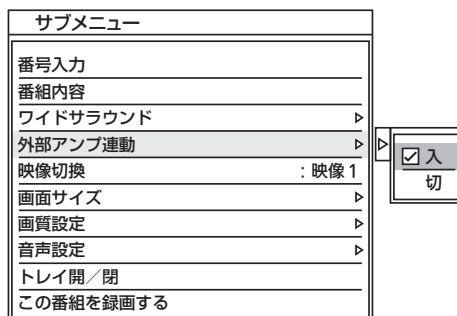 サブメニュー
番号入力
番組内容
ワイドサラウンド
外部アンプ連動
映像切換 : 映像1
画面サイズ
画質設定
音声設定
トレイ開／閉
この番組を録画する
入
切